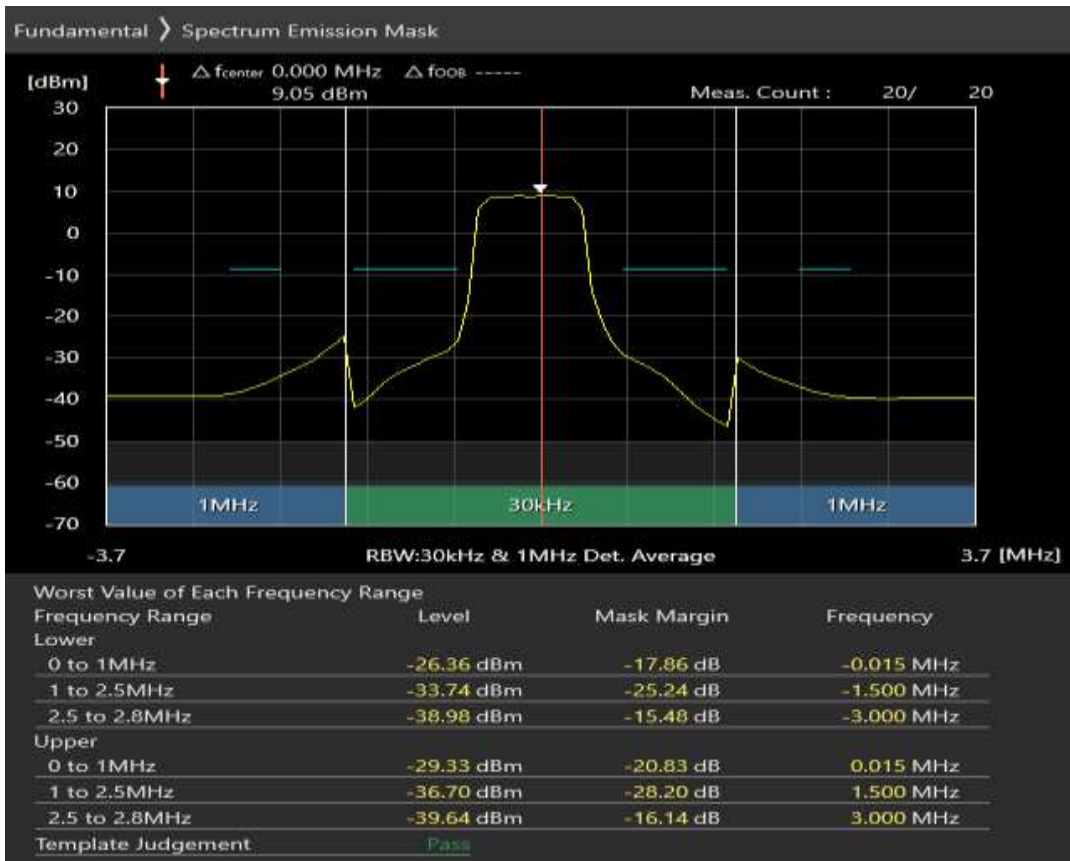 Fundamental 〉 Spectrum Emission Mask
[dBm]
△ fcenter 0.000 MHz △ fOOB -----
9.05 dBm
Meas. Count : 20/ 20
30
20
10
0
-10
-20
-30
-40
-50
-60
-70
1MHz 30kHz 1MHz
-3.7 RBW:30kHz & 1MHz Det. Average 3.7 [MHz]
Worst Value of Each Frequency Range
Frequency Range Level Mask Margin Frequency
Lower
0 to 1MHz -26.36 dBm -17.86 dB -0.015 MHz
1 to 2.5MHz -33.74 dBm -25.24 dB -1.500 MHz
2.5 to 2.8MHz -38.98 dBm -15.48 dB -3.000 MHz
Upper
0 to 1MHz -29.33 dBm -20.83 dB 0.015 MHz
1 to 2.5MHz -36.70 dBm -28.20 dB 1.500 MHz
2.5 to 2.8MHz -39.64 dBm -16.14 dB 3.000 MHz
Template Judgement Pass